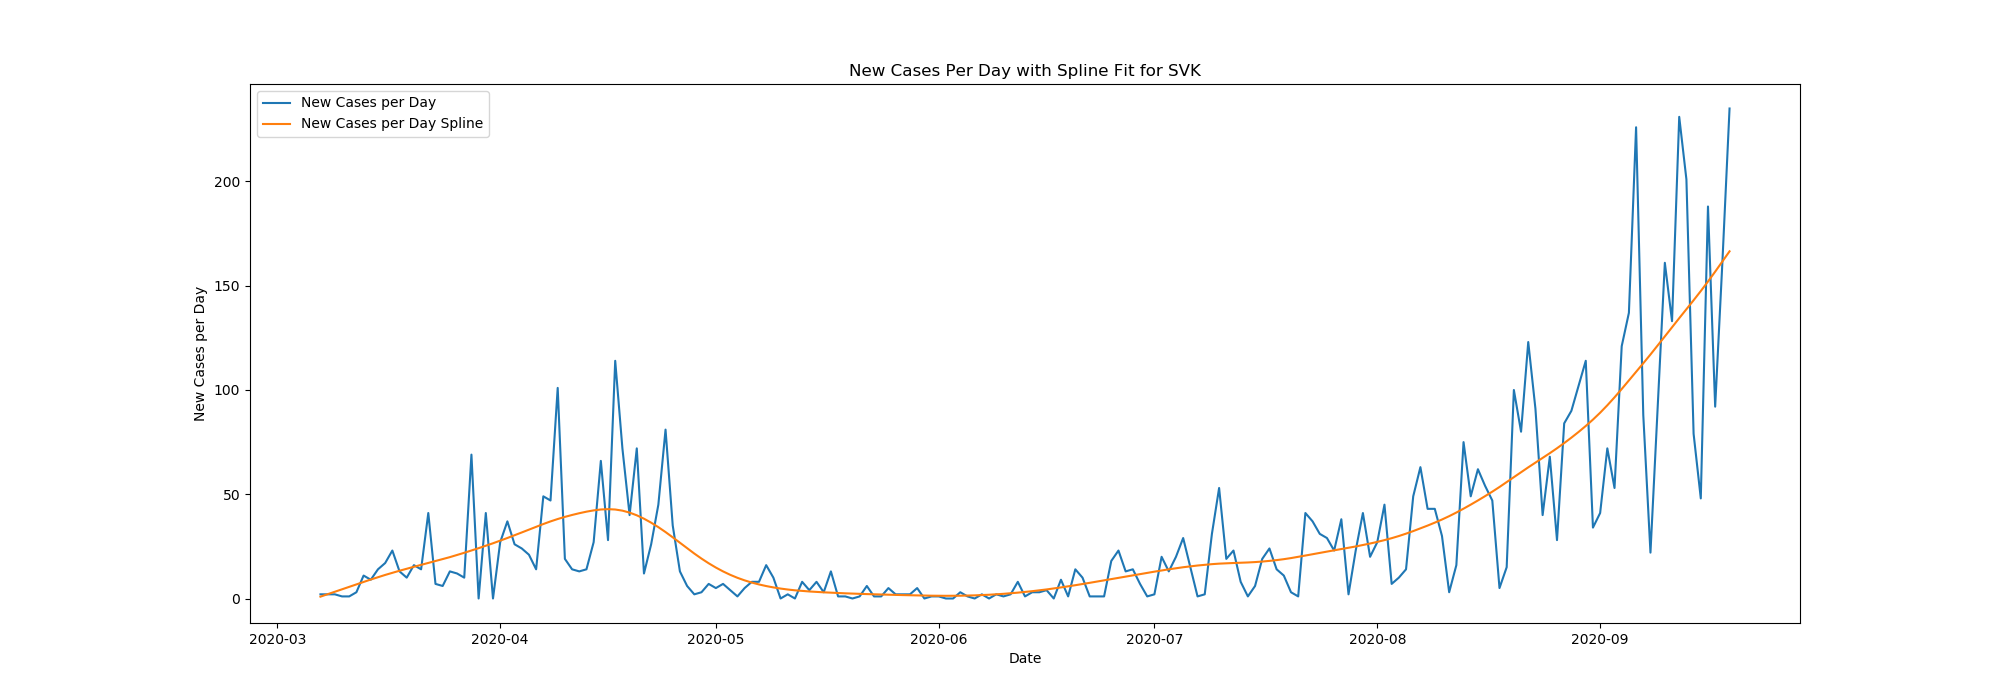 New Cases Per Day with Spline Fit for SVK
New Cases per Day
New Cases per Day Spline
200
150
100
50
0
New Cases per Day
2020-03 2020-04 2020-05 2020-06 2020-07 2020-08 2020-09
Date